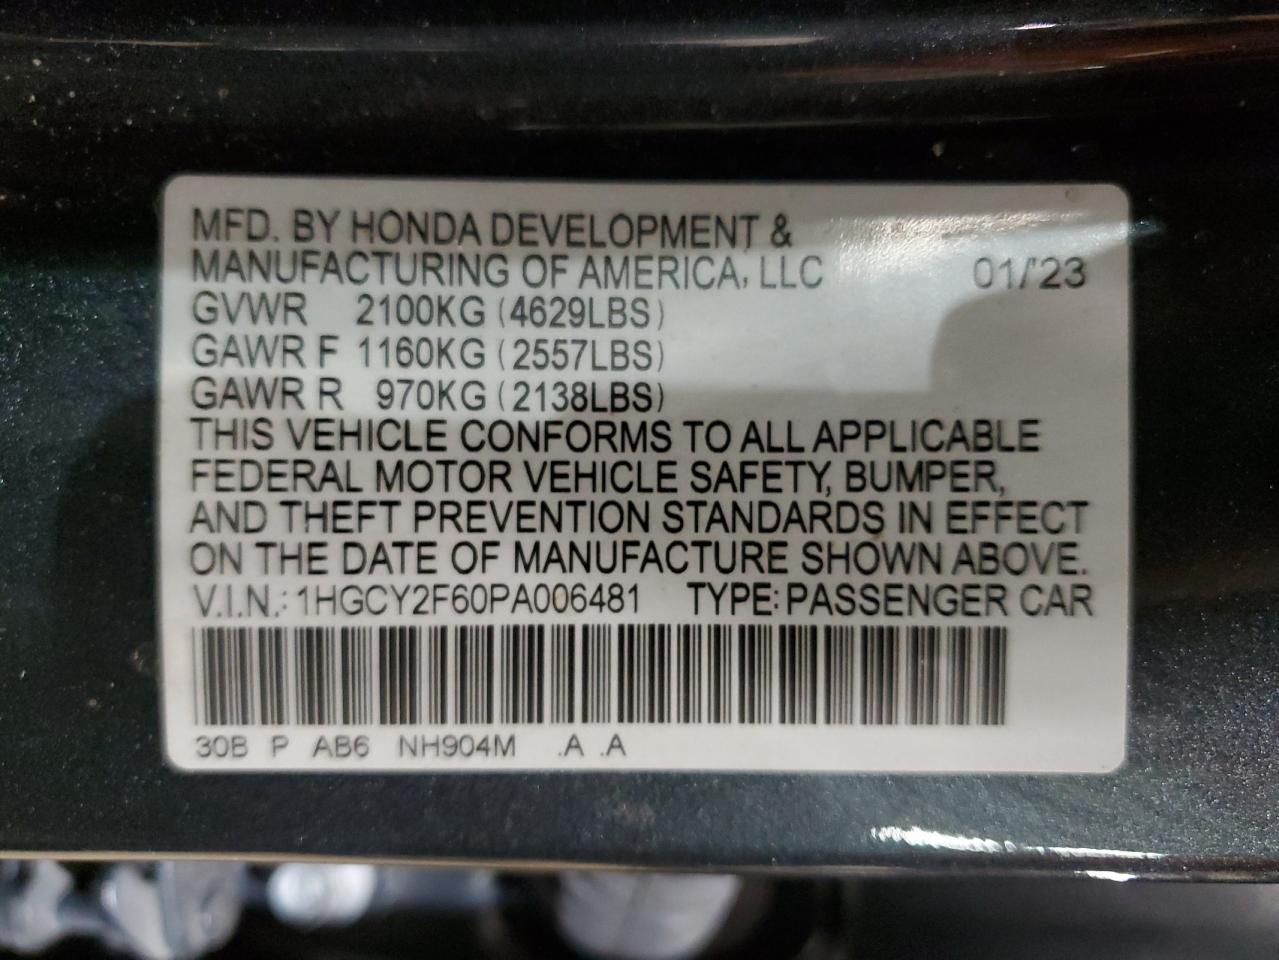 MFD. BY HONDA DEVELOPMENT &
MANUFACTURING OF AMERICA, LLC 01/'23
GVWR 2100KG (4629LBS)
GAWR F 1160KG (2557LBS)
GAWR R 970KG (2138LBS)
THIS VEHICLE CONFORMS TO ALL APPLICABLE
FEDERAL MOTOR VEHICLE SAFETY, BUMPER,
AND THEFT PREVENTION STANDARDS IN EFFECT
ON THE DATE OF MANUFACTURE SHOWN ABOVE.
V.I.N.: 1HGCY2F60PA006481 TYPE: PASSENGER CAR
30B P AB6 NH904M .A .A